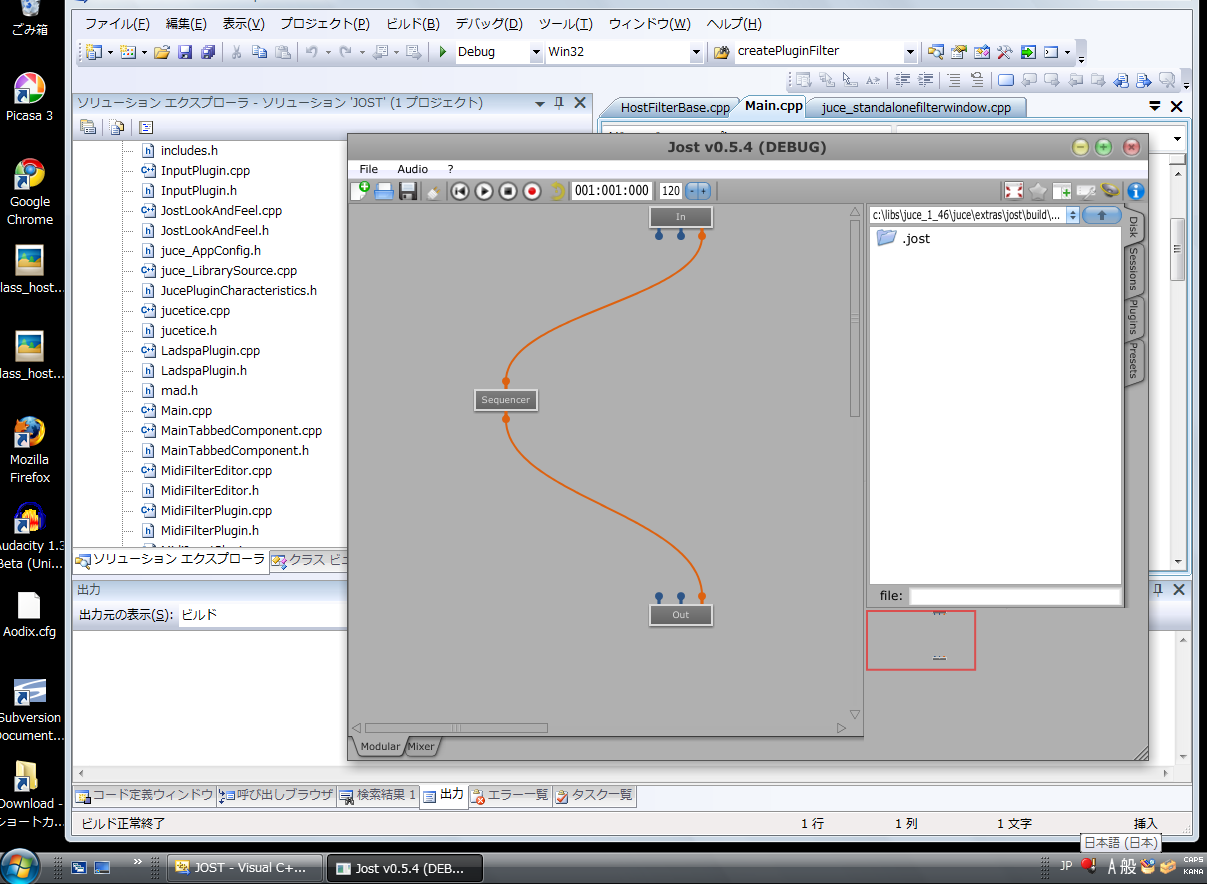 ごみ箱
Picasa 3
Google
Chrome
lass_host...
lass_host...
Mozilla
Firefox
Audacity 1.3
Beta (Uni...
Aodix.cfg
Subversion
Document...
Download -
ショートカ...
ファイル(F) 編集(E) 表示(V) プロジェクト(P) ビルド(B) デバッグ(D) ツール(T) ウィンドウ(W) ヘルプ(H)
Debug Win32 createPluginFilter
ソリューション エクスプローラ - ソリューション 'JOST' (1 プロジェクト)
HostFilterBase.cpp Main.cpp juce_standalonefilterwindow.cpp
includes.h
InputPlugin.cpp
InputPlugin.h
JostLookAndFeel.cpp
JostLookAndFeel.h
juce_AppConfig.h
juce_LibrarySource.cpp
JucePluginCharacteristics.h
jucetice.cpp
jucetice.h
LadspaPlugin.cpp
LadspaPlugin.h
mad.h
Main.cpp
MainTabbedComponent.cpp
MainTabbedComponent.h
MidiFilterEditor.cpp
MidiFilterEditor.h
MidiFilterPlugin.cpp
MidiFilterPlugin.h
ソリューション エクスプローラ クラス ビュ
出力
出力元の表示(S): ビルド
Jost v0.5.4 (DEBUG)
File Audio ?
001:001:000 120 - +
In
Sequencer
Out
c:\libs\juce_1_46\juce\extras\jost\build\...
.jost
Disk
Sessions
Plugins
Presets
file:
Modular Mixer
コード定義ウィンドウ 呼び出しブラウザ 検索結果 1 出力 エラー一覧 タスク一覧
ビルド正常終了 1 行 1 列 1 文字 挿入
日本語 (日本)
JOST - Visual C+... Jost v0.5.4 (DEB... JP A 般 CAPS
KANA